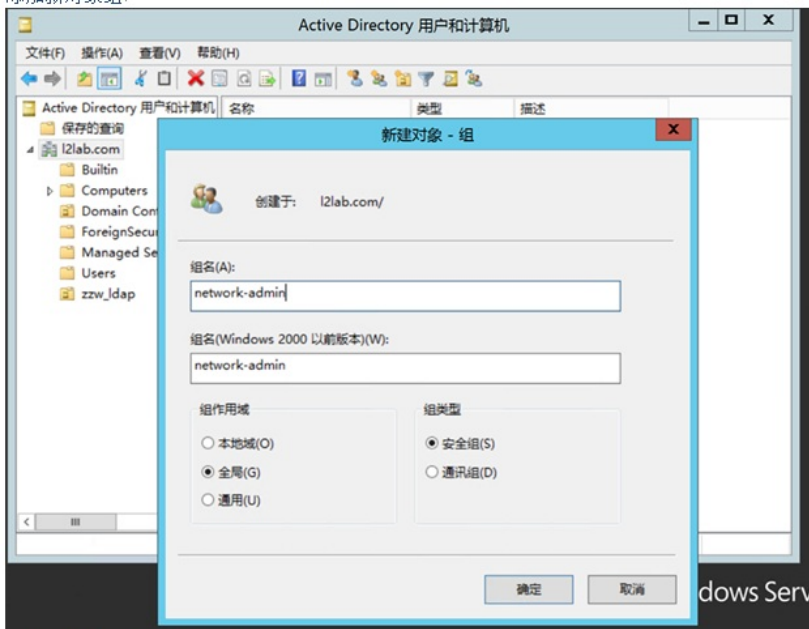 Active Directory 用户和计算机
文件(F) 操作(A) 查看(V) 帮助(H)
Active Directory 用户和计算机
名称 类型 描述
保存的查询
l2lab.com
Builtin
Computers
Domain Con
ForeignSecur
Managed Se
Users
zzw_ldap
新建对象 - 组
创建于: l2lab.com/
组名(A):
network-admin
组名(Windows 2000 以前版本)(W):
network-admin
组作用域
本地域(O)
全局(G)
通用(U)
组类型
安全组(S)
通讯组(D)
确定 取消
dows Serv